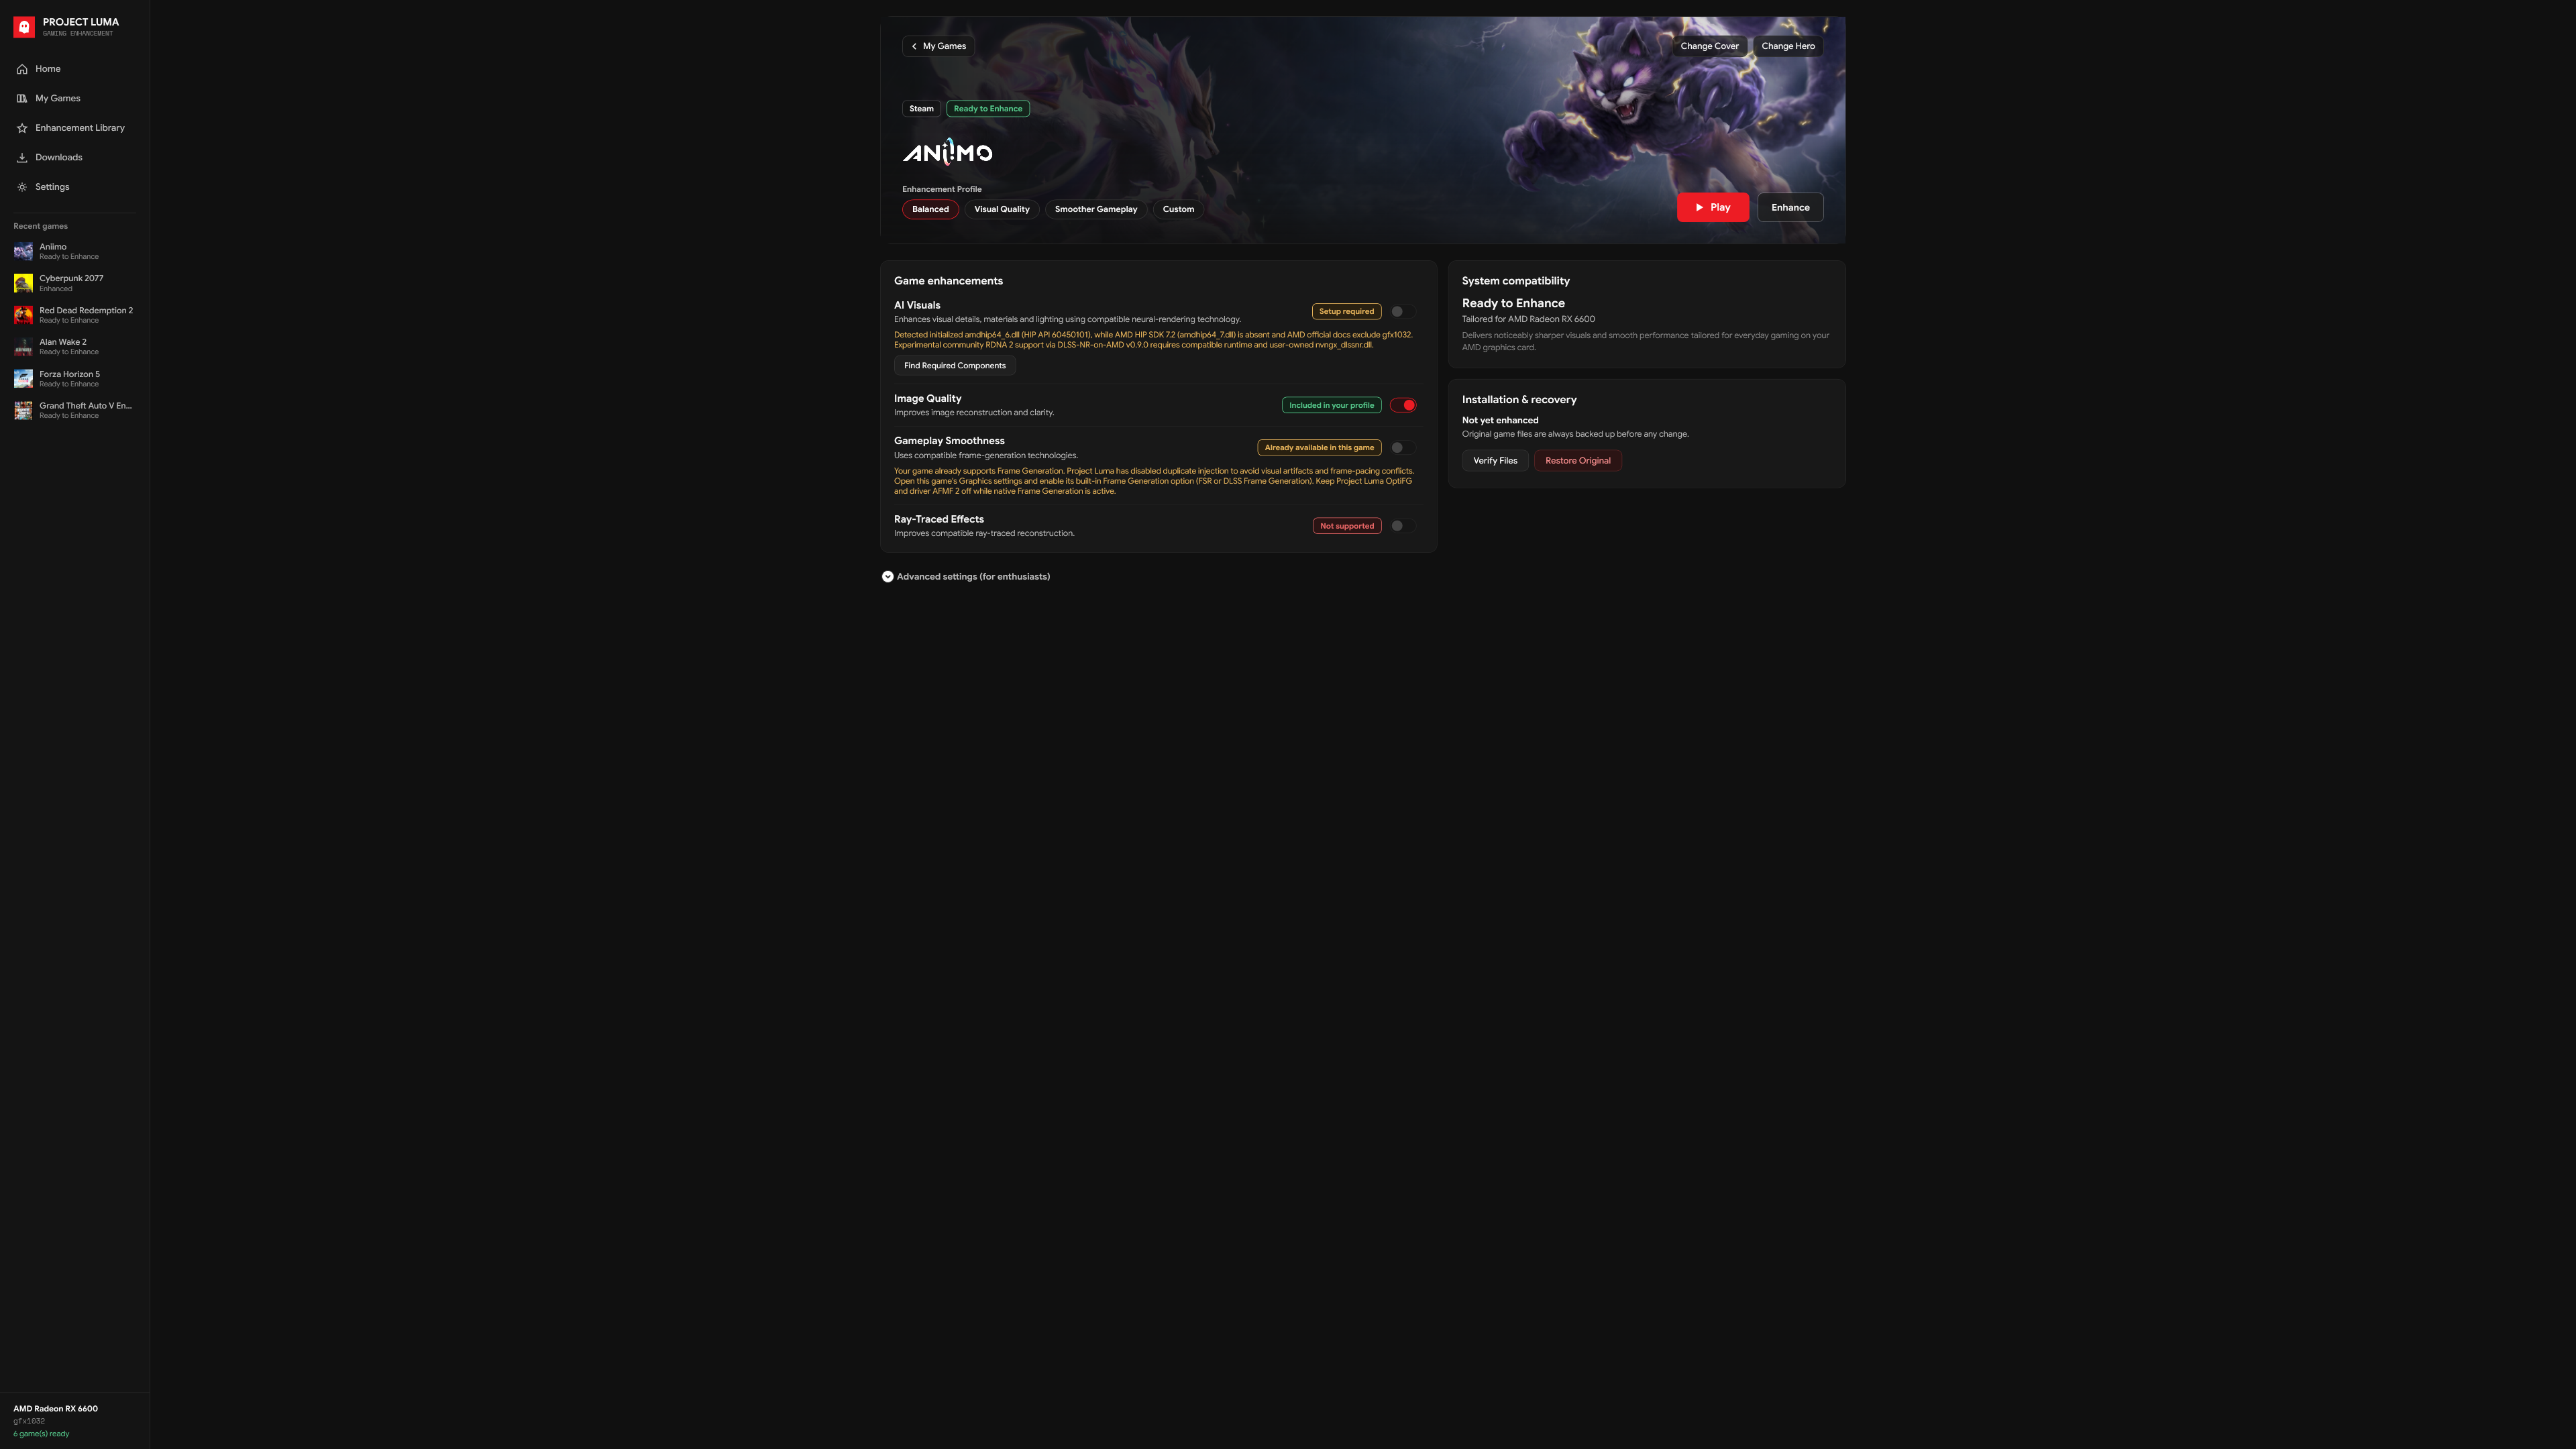 PROJECT LUMA
GAMING ENHANCEMENT
Home
My Games
Enhancement Library
Downloads
Settings
Recent games
Aniimo
Ready to Enhance
Cyberpunk 2077
Enhanced
Red Dead Redemption 2
Ready to Enhance
Alan Wake 2
Ready to Enhance
Forza Horizon 5
Ready to Enhance
Grand Theft Auto V En...
Ready to Enhance
AMD Radeon RX 6600
gfx1032
6 game(s) ready
My Games
Change Cover
Change Hero
Steam
Ready to Enhance
ANIIMO
Enhancement Profile
Balanced
Visual Quality
Smoother Gameplay
Custom
Play
Enhance
Game enhancements
AI Visuals
Enhances visual details, materials and lighting using compatible neural-rendering technology.
Setup required
Detected initialized amdhip64_6.dll (HIP API 60450101), while AMD HIP SDK 7.2 (amdhip64_7.dll) is absent and AMD official docs exclude gfx1032.
Experimental community RDNA 2 support via DLSS-NR-on-AMD v0.9.0 requires compatible runtime and user-owned nvngx_dlssnr.dll.
Find Required Components
Image Quality
Improves image reconstruction and clarity.
Included in your profile
Gameplay Smoothness
Uses compatible frame-generation technologies.
Already available in this game
Your game already supports Frame Generation. Project Luma has disabled duplicate injection to avoid visual artifacts and frame-pacing conflicts.
Open this game's Graphics settings and enable its built-in Frame Generation option (FSR or DLSS Frame Generation). Keep Project Luma OptiFG
and driver AFMF 2 off while native Frame Generation is active.
Ray-Traced Effects
Improves compatible ray-traced reconstruction.
Not supported
Advanced settings (for enthusiasts)
System compatibility
Ready to Enhance
Tailored for AMD Radeon RX 6600
Delivers noticeably sharper visuals and smooth performance tailored for everyday gaming on your
AMD graphics card.
Installation & recovery
Not yet enhanced
Original game files are always backed up before any change.
Verify Files
Restore Original